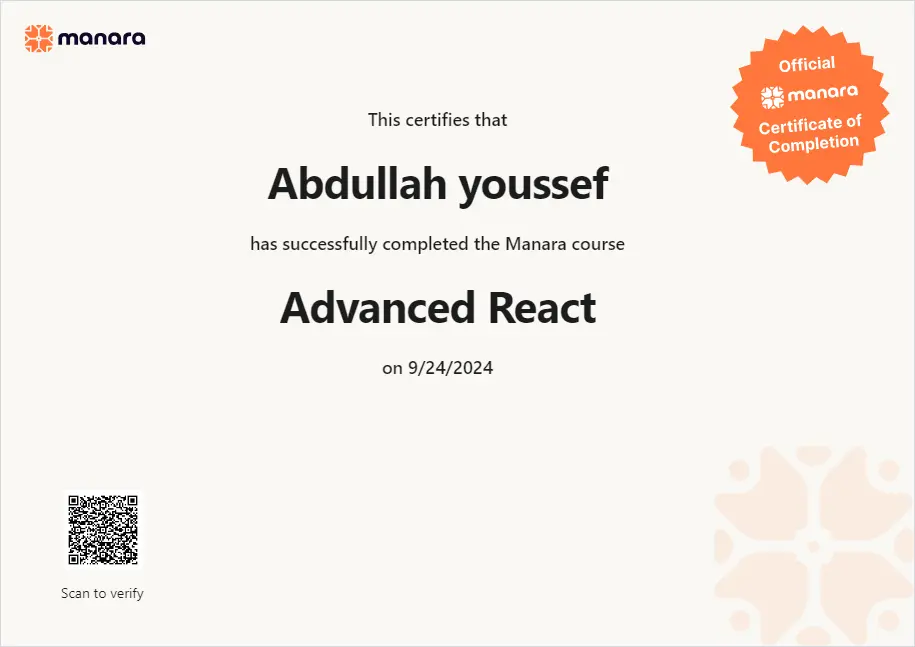 manara
Official
manara
Certificate of
Completion
This certifies that
Abdullah youssef
has successfully completed the Manara course
Advanced React
on 9/24/2024
Scan to verify